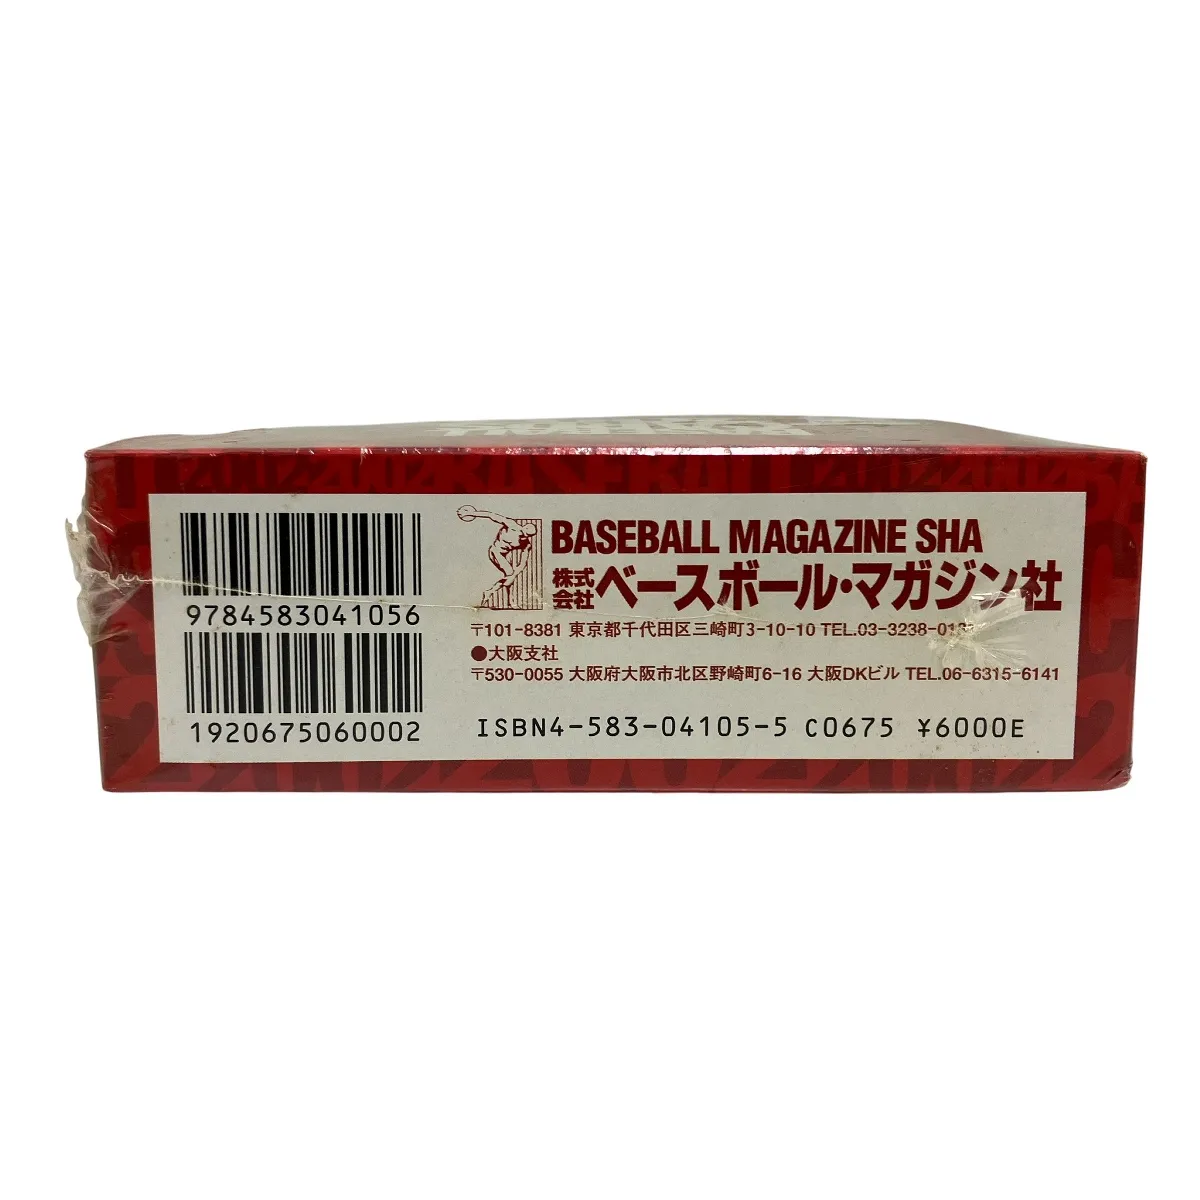 9784583041056
1920675060002
BASEBALL MAGAZINE SHA
株式会社ベースボール・マガジン社
〒101-8381 東京都千代田区三崎町3-10-10 TEL.03-3238-
●大阪支社
〒530-0055 大阪府大阪市北区野崎町6-16 大阪DKビル TEL.06-6315-6141
ISBN4-583-04105-5 C0675 ¥6000E